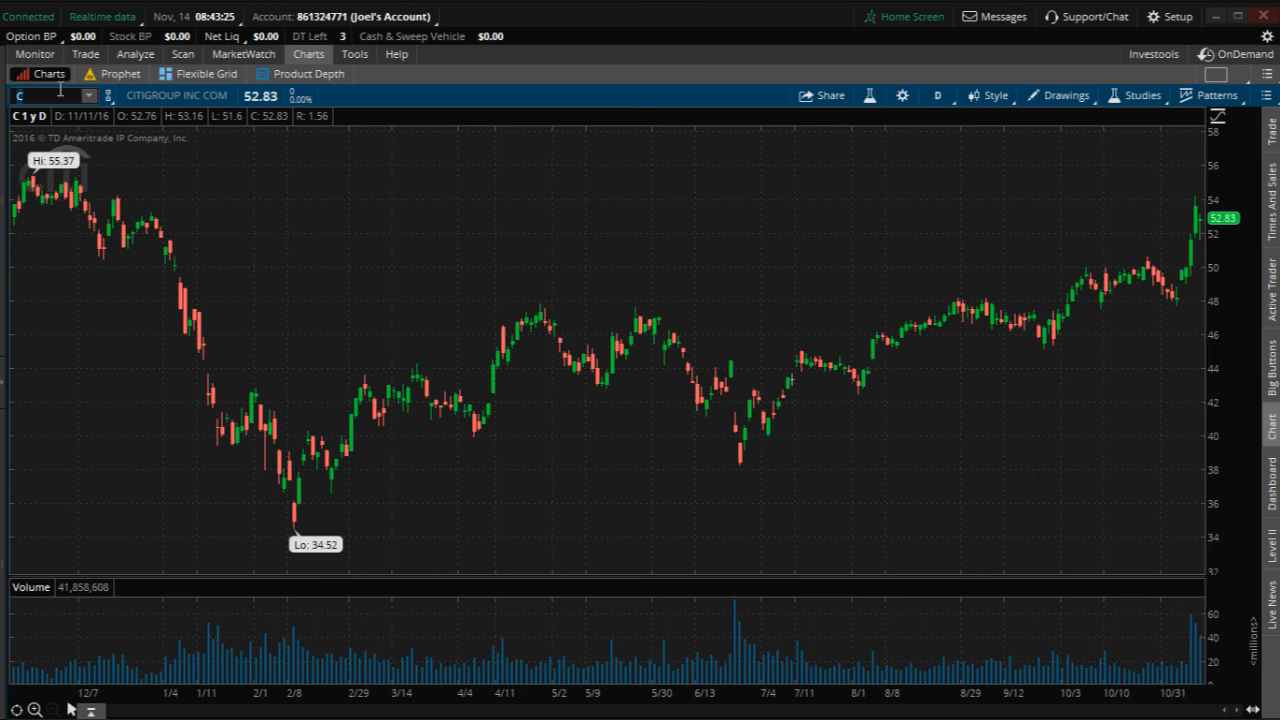 Connected Realtime data Nov, 14 08:43:25 Account: 861324771 (Joel's Account) Home Screen Messages Support/Chat Setup
Option BP $0.00 Stock BP $0.00 Net Liq $0.00 DT Left 3 Cash & Sweep Vehicle $0.00
Monitor Trade Analyze Scan MarketWatch Charts Tools Help Investools OnDemand
Charts Prophet Flexible Grid Product Depth
C CITIGROUP INC COM 52.83 0 0.00% Share D Style Drawings Studies Patterns
C 1 y D D: 11/11/16 O: 52.76 H: 53.16 L: 51.6 C: 52.83 R: 1.56
2016 © TD Ameritrade IP Company, Inc.
Hi: 55.37
Lo: 34.52
58
56
54
52.83
52
50
48
46
44
42
40
38
36
34
32
Volume 41,858,608
60
40
20
<millions>
12/7 1/4 1/11 2/1 2/8 2/29 3/14 4/4 4/11 5/2 5/9 5/30 6/13 7/4 7/11 8/1 8/8 8/29 9/12 10/3 10/10 10/31
Trade
Times And Sales
Active Trader
Big Buttons
Chart
Dashboard
Level II
Live News